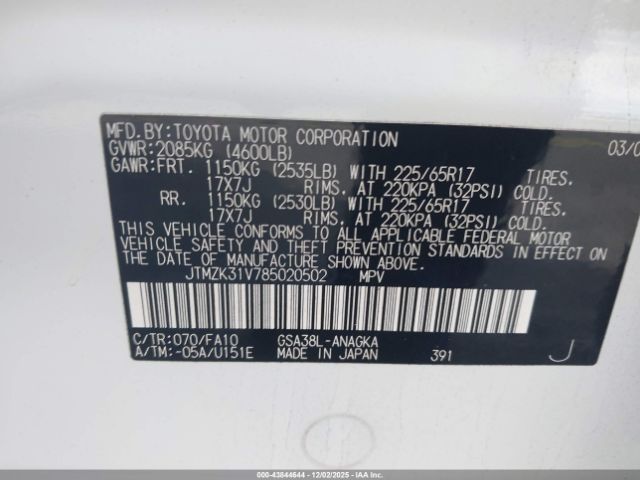 MFD.BY:TOYOTA MOTOR CORPORATION 03/0
GVWR:2085KG (4600LB)
GAWR:FRT. 1150KG (2535LB) WITH 225/65R17 TIRES,
17X7J RIMS, AT 220KPA (32PSI) COLD.
RR. 1150KG (2530LB) WITH 225/65R17 TIRES,
17X7J RIMS, AT 220KPA (32PSI) COLD.
THIS VEHICLE CONFORMS TO ALL APPLICABLE FEDERAL MOTOR
VEHICLE SAFETY AND THEFT PREVENTION STANDARDS IN EFFECT ON
THE DATE OF MANUFACTURE SHOWN ABOVE.
JTMZK31V785020502 MPV
C/TR:070/FA10 GSA38L-ANAGKA
A/TM:-05A/U151E MADE IN JAPAN 391 J
000-43844644 | 12/02/2025 | IAAI.COM